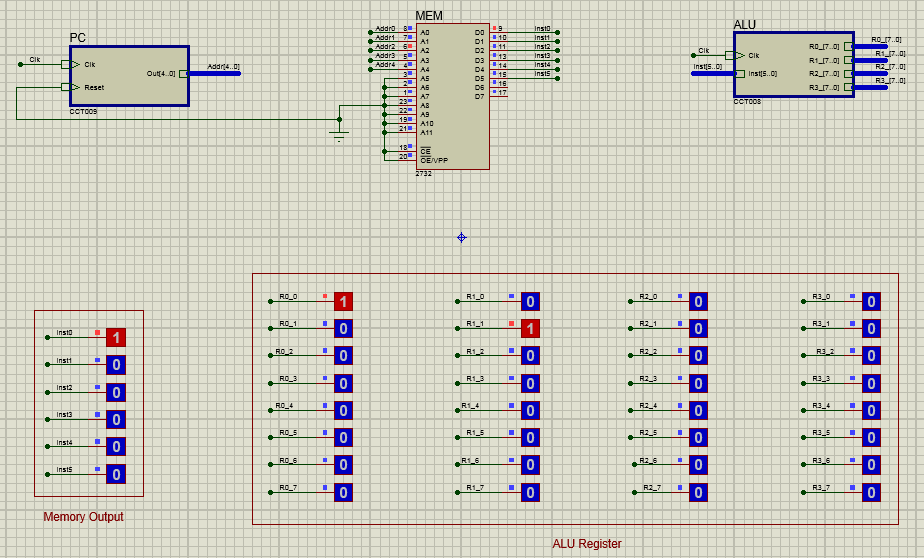 PC
Clk
Clk
Reset
Out[4..0]
Addr[4..0]
CCT009
MEM
Addr0 8 A0 D0 9 Inst0
Addr1 7 A1 D1 10 Inst1
Addr2 6 A2 D2 11 Inst2
Addr3 5 A3 D3 13 Inst3
Addr4 4 A4 D4 14 Inst4
3 A5 D5 15 Inst5
2 A6 D6 16
1 A7 D7 17
23 A8
22 A9
19 A10
21 A11
18 CE
20 OE/VPP
2732
ALU
Clk
Clk
Inst[5..0]
Inst[5..0]
R0_[7..0] R0_[7..0]
R1_[7..0] R1_[7..0]
R2_[7..0] R2_[7..0]
R3_[7..0] R3_[7..0]
CCT008
Inst0 1
Inst1 0
Inst2 0
Inst3 0
Inst4 0
Inst5 0
Memory Output
R0_0 1 R1_0 0 R2_0 0 R3_0 0
R0_1 0 R1_1 1 R2_1 0 R3_1 0
R0_2 0 R1_2 0 R2_2 0 R3_2 0
R0_3 0 R1_3 0 R2_3 0 R3_3 0
R0_4 0 R1_4 0 R2_4 0 R3_4 0
R0_5 0 R1_5 0 R2_5 0 R3_5 0
R0_6 0 R1_6 0 R2_6 0 R3_6 0
R0_7 0 R1_7 0 R2_7 0 R3_7 0
ALU Register